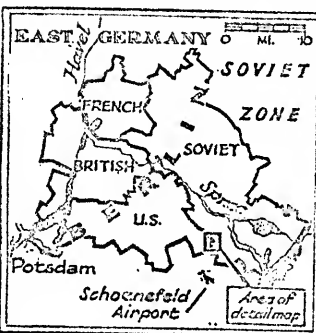 EAST GERMANY
0 MI. 10
Havel
SOVIET
ZONE
FRENCH
SOVIET
BRITISH
Spree
U.S.
Potsdam
Schoenefeld
Airport
Area of
detail map